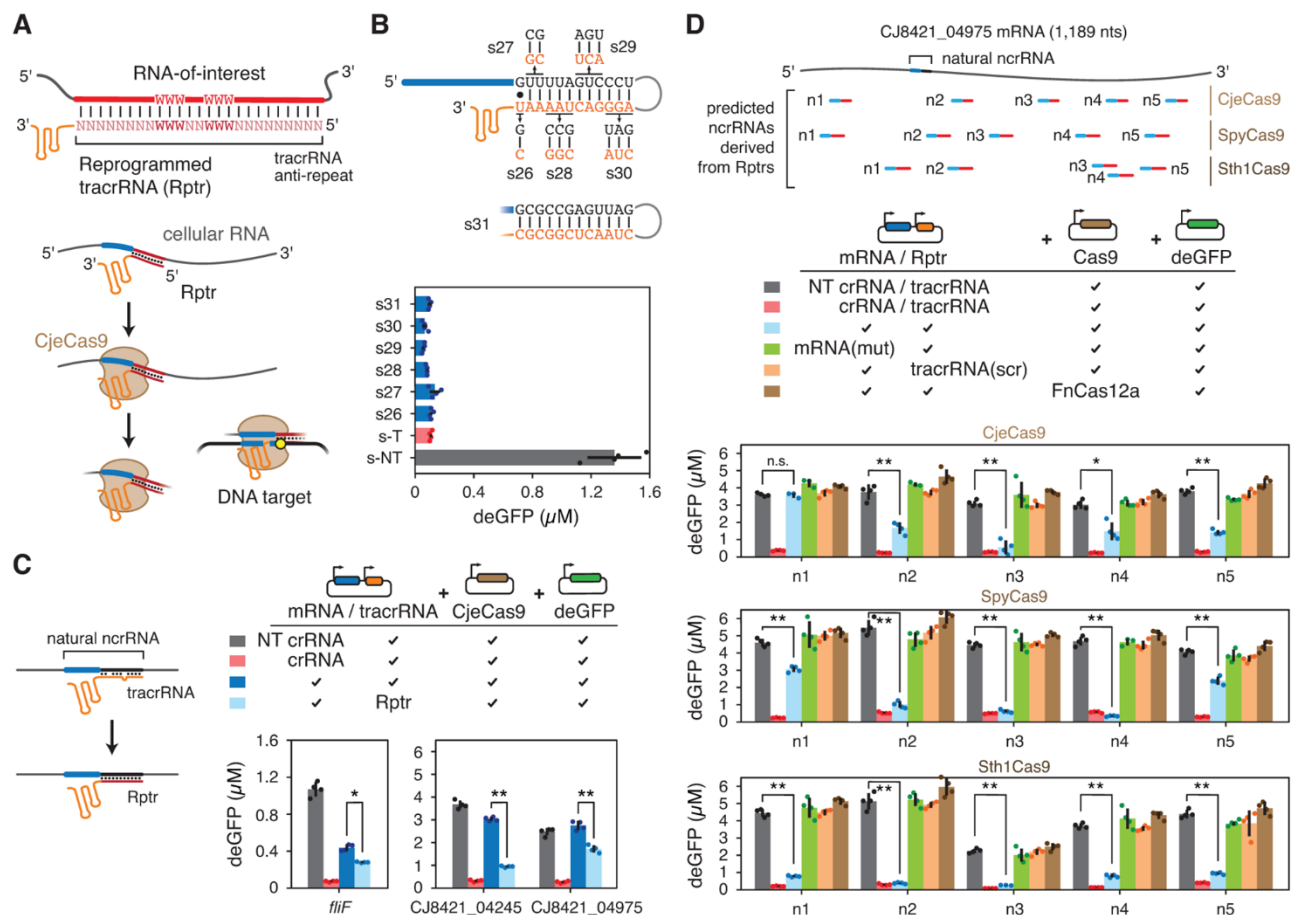 A
5'
RNA-of-interest
3'
WWW WWW
3'
NNNNNNNNNWWWNNWWWNNNNNNNNN
Reprogrammed
tracrRNA (Rptr)
tracrRNA
anti-repeat
cellular RNA
5'
3'
3'
5'
Rptr
CjeCas9
DNA target
B
CG
AGU
s27
s29
GC
UCA
GUUUUAGUCCCU
3'
UAAAAUCAGGGA
G
CCG
UAG
C
GGC
AUC
s26
s28
s30
s31
GCGCCGAGUUAG
CGCGGCUCAAUC
s31
s30
s29
s28
s27
s26
s-T
s-NT
0
0.4
0.8
1.2
1.6
deGFP (µM)
C
natural ncRNA
tracrRNA
Rptr
+
+
mRNA / tracrRNA
CjeCas9
deGFP
NT crRNA ✓ ✓ ✓
crRNA ✓ ✓ ✓
✓ ✓ ✓ ✓
✓ Rptr ✓ ✓
deGFP (µM)
1.6
1.2
0.8
0.4
0
*
fliF
6
5
4
3
2
1
0
**
**
CJ8421_04245
CJ8421_04975
D
CJ8421_04975 mRNA (1,189 nts)
5'
natural ncRNA
3'
predicted
ncRNAs
derived
from Rptrs
n1 n2 n3 n4 n5 CjeCas9
n1 n2 n3 n4 n5 SpyCas9
n1 n2 n3 n4 n5 Sth1Cas9
+
+
mRNA / Rptr
Cas9
deGFP
NT crRNA / tracrRNA ✓ ✓
crRNA / tracrRNA ✓ ✓
✓ ✓ ✓ ✓
mRNA(mut) ✓ ✓ ✓
✓ tracrRNA(scr) ✓ ✓
✓ ✓ FnCas12a ✓
CjeCas9
deGFP (µM)
6
5
4
3
2
1
0
n.s. ** ** * **
n1 n2 n3 n4 n5
SpyCas9
deGFP (µM)
6
5
4
3
2
1
0
** ** ** ** **
n1 n2 n3 n4 n5
Sth1Cas9
deGFP (µM)
6
5
4
3
2
1
0
** ** ** ** **
n1 n2 n3 n4 n5